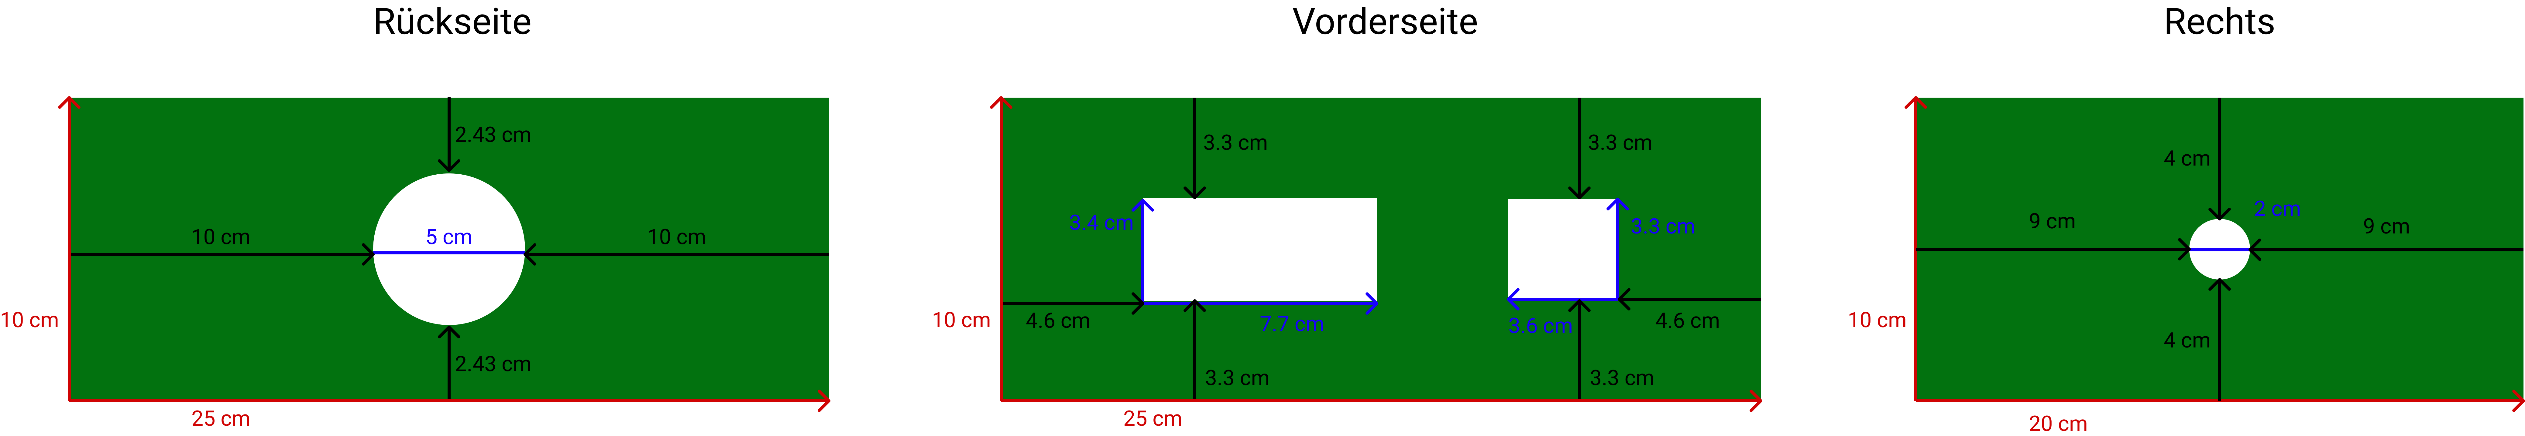 Rückseite
2.43 cm
10 cm
5 cm
10 cm
10 cm
2.43 cm
25 cm
Vorderseite
3.3 cm
3.3 cm
3.4 cm
3.3 cm
10 cm
4.6 cm
7.7 cm
3.6 cm
4.6 cm
3.3 cm
3.3 cm
25 cm
Rechts
4 cm
2 cm
9 cm
9 cm
10 cm
4 cm
20 cm